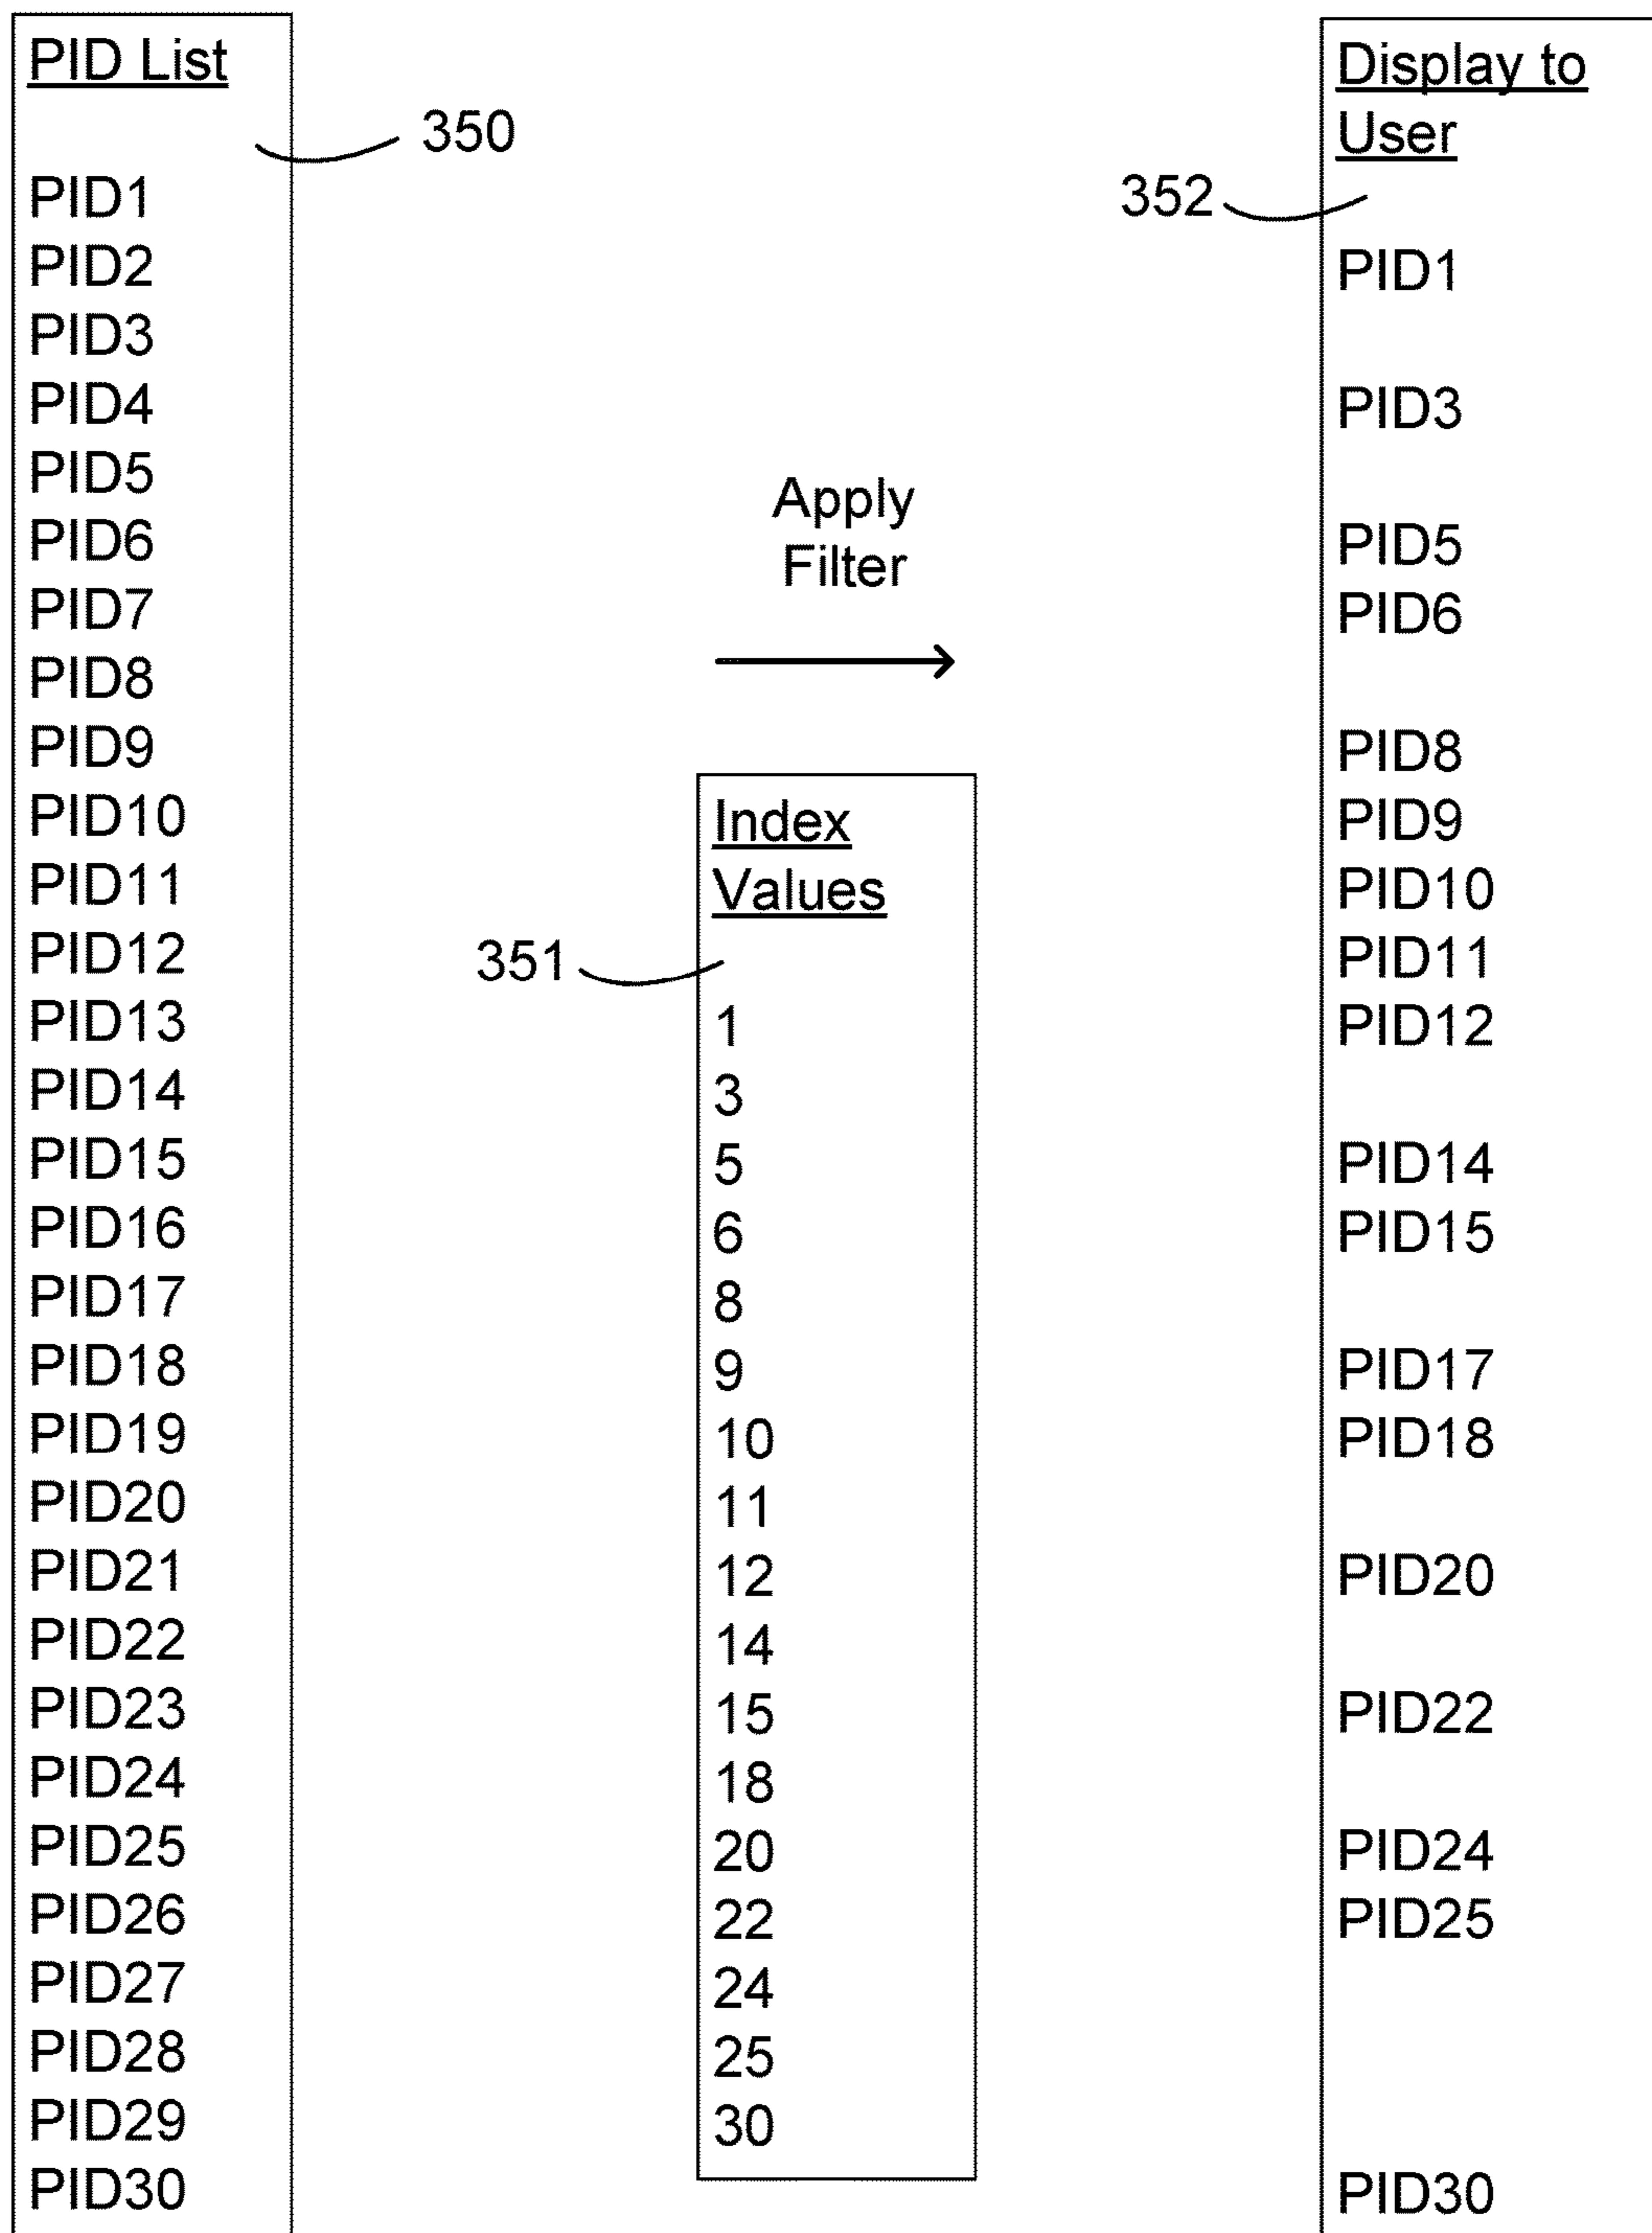 PID List
350
PID1
PID2
PID3
PID4
PID5
PID6
PID7
PID8
PID9
PID10
PID11
PID12
PID13
PID14
PID15
PID16
PID17
PID18
PID19
PID20
PID21
PID22
PID23
PID24
PID25
PID26
PID27
PID28
PID29
PID30
Apply
Filter
Index
Values
351
1
3
5
6
8
9
10
11
12
14
15
18
20
22
24
25
30
Display to
User
352
PID1
PID3
PID5
PID6
PID8
PID9
PID10
PID11
PID12
PID14
PID15
PID17
PID18
PID20
PID22
PID24
PID25
PID30